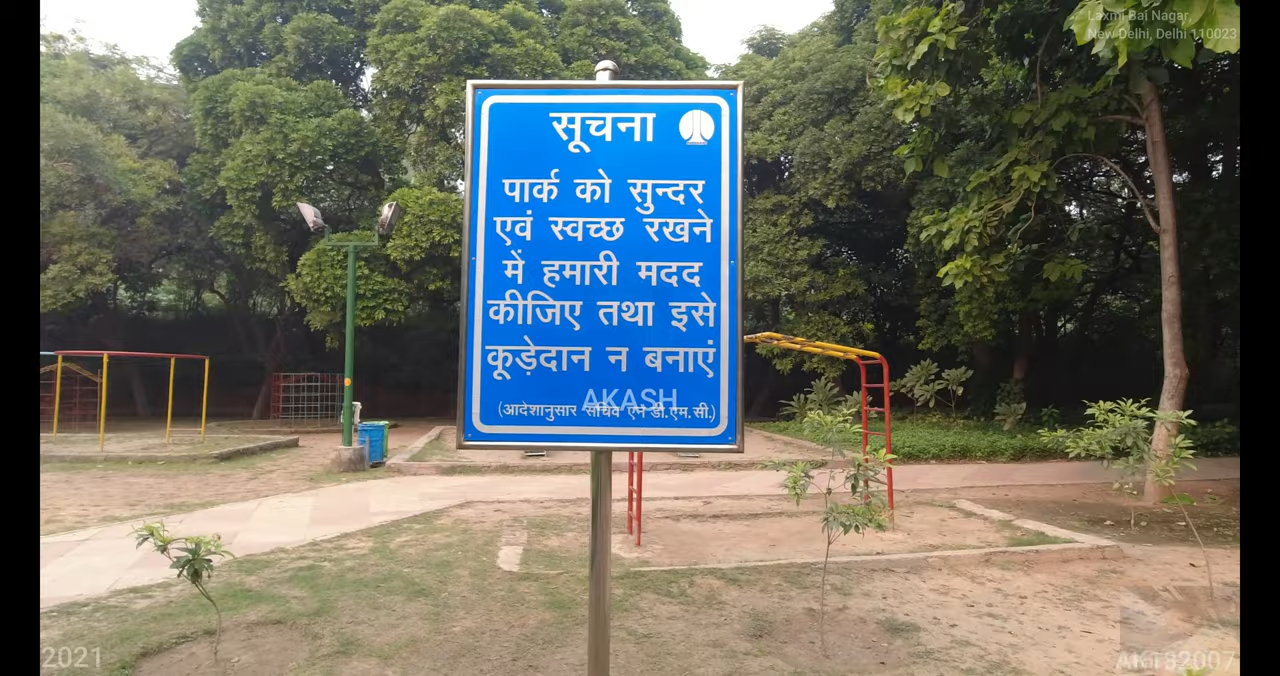 Laxmi Bai Nagar,
New Delhi, Delhi 110023
सूचना
पार्क को सुन्दर
एवं स्वच्छ रखने
में हमारी मदद
कीजिए तथा इसे
कूड़ेदान न बनाएं
AKASH
(आदेशानुसार सचिव एन.डी.एम.सी.)
2021